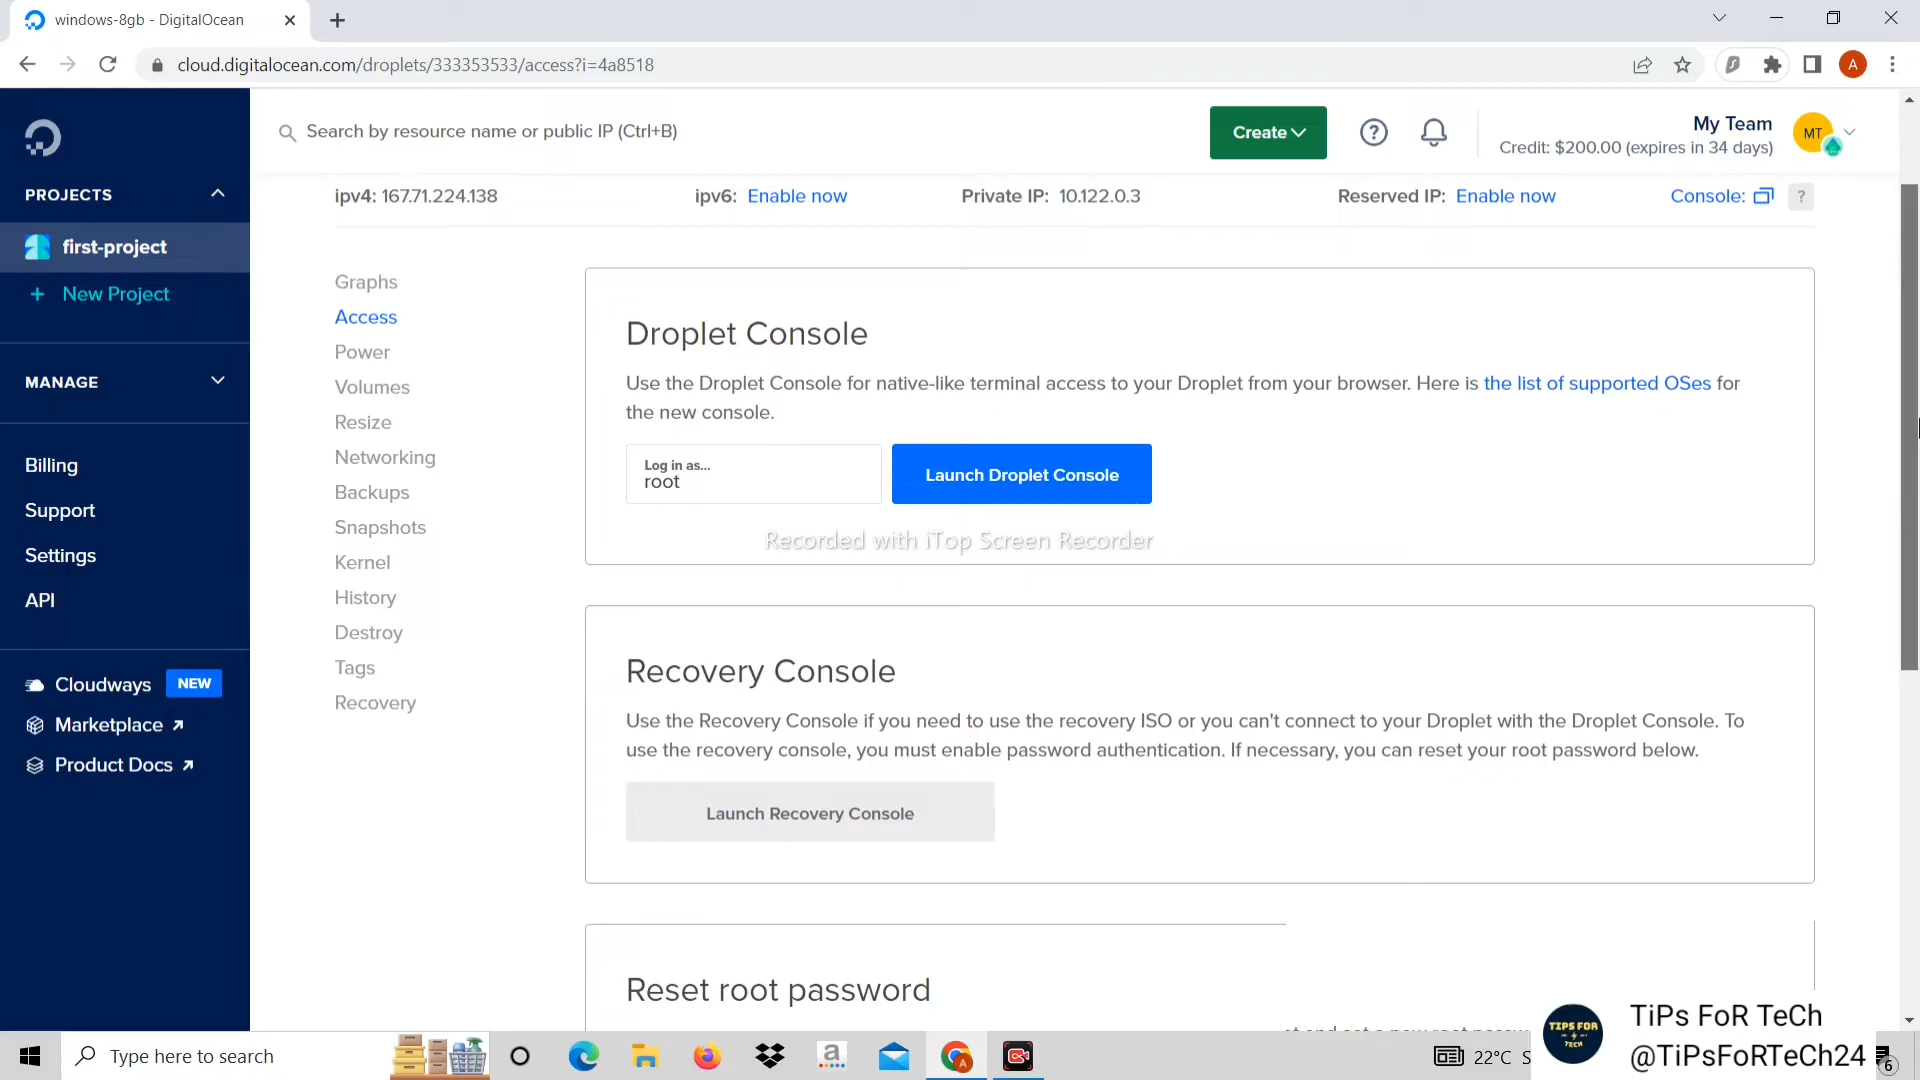 windows-8gb - DigitalOcean
cloud.digitalocean.com/droplets/333353533/access?i=4a8518
A
Search by resource name or public IP (Ctrl+B)
Create
My Team
Credit: $200.00 (expires in 34 days)
MT
PROJECTS
first-project
+ New Project
MANAGE
Billing
Support
Settings
API
Cloudways NEW
Marketplace
Product Docs
ipv4: 167.71.224.138 ipv6: Enable now Private IP: 10.122.0.3 Reserved IP: Enable now Console: ?
Graphs
Access
Power
Volumes
Resize
Networking
Backups
Snapshots
Kernel
History
Destroy
Tags
Recovery
Droplet Console
Use the Droplet Console for native-like terminal access to your Droplet from your browser. Here is the list of supported OSes for
the new console.
Log in as...
root
Launch Droplet Console
Recorded with iTop Screen Recorder
Recovery Console
Use the Recovery Console if you need to use the recovery ISO or you can't connect to your Droplet with the Droplet Console. To
use the recovery console, you must enable password authentication. If necessary, you can reset your root password below.
Launch Recovery Console
Reset root password
Type here to search
22°C S
TIPS FOR
TECH
TiPs FoR TeCh
@TiPsFoRTeCh24
6